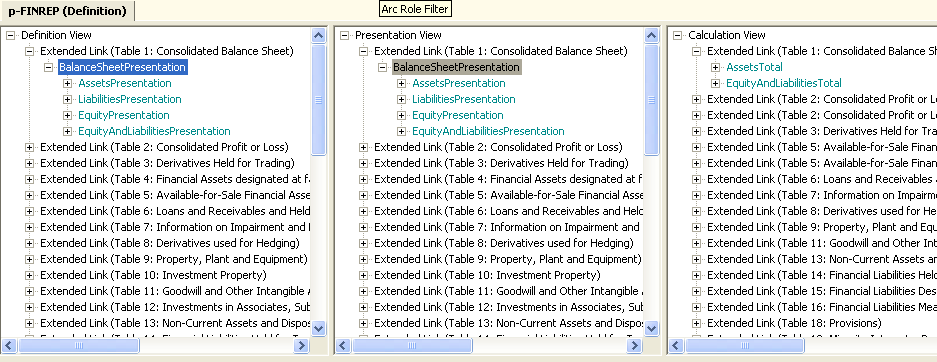 p-FINREP (Definition)
Arc Role Filter
Definition View
Extended Link (Table 1: Consolidated Balance Sheet)
BalanceSheetPresentation
AssetsPresentation
LiabilitiesPresentation
EquityPresentation
EquityAndLiabilitiesPresentation
Extended Link (Table 2: Consolidated Profit or Loss)
Extended Link (Table 3: Derivatives Held for Trading)
Extended Link (Table 4: Financial Assets designated at f
Extended Link (Table 5: Available-for-Sale Financial Asse
Extended Link (Table 6: Loans and Receivables and Held
Extended Link (Table 7: Information on Impairment and
Extended Link (Table 8: Derivatives used for Hedging)
Extended Link (Table 9: Property, Plant and Equipment)
Extended Link (Table 10: Investment Property)
Extended Link (Table 11: Goodwill and Other Intangible
Extended Link (Table 12: Investments in Associates, Sub
Extended Link (Table 13: Non-Current Assets and Dispos
Presentation View
Extended Link (Table 1: Consolidated Balance Sheet)
BalanceSheetPresentation
AssetsPresentation
LiabilitiesPresentation
EquityPresentation
EquityAndLiabilitiesPresentation
Extended Link (Table 2: Consolidated Profit or Loss)
Extended Link (Table 3: Derivatives Held for Trading)
Extended Link (Table 4: Financial Assets designated at f
Extended Link (Table 5: Available-for-Sale Financial Asse
Extended Link (Table 6: Loans and Receivables and Held
Extended Link (Table 7: Information on Impairment and
Extended Link (Table 8: Derivatives used for Hedging)
Extended Link (Table 9: Property, Plant and Equipment)
Extended Link (Table 10: Investment Property)
Extended Link (Table 11: Goodwill and Other Intangible
Extended Link (Table 12: Investments in Associates, Sub
Extended Link (Table 13: Non-Current Assets and Dispos
Calculation View
Extended Link (Table 1: Consolidated Balance Sh
AssetsTotal
EquityAndLiabilitiesTotal
Extended Link (Table 2: Consolidated Profit or Lo
Extended Link (Table 2: Consolidated Profit or Lo
Extended Link (Table 3: Derivatives Held for Tra
Extended Link (Table 5: Available-for-Sale Finan
Extended Link (Table 5: Available-for-Sale Finan
Extended Link (Table 6: Loans and Receivables a
Extended Link (Table 7: Information on Impairm
Extended Link (Table 8: Derivatives used for He
Extended Link (Table 9: Property, Plant and Equ
Extended Link (Table 11: Goodwill and Other Int
Extended Link (Table 13: Non-Current Assets an
Extended Link (Table 14: Financial Liabilities Held
Extended Link (Table 15: Financial Liabilities Des
Extended Link (Table 16: Financial Liabilities Mea
Extended Link (Table 18: Provisions)